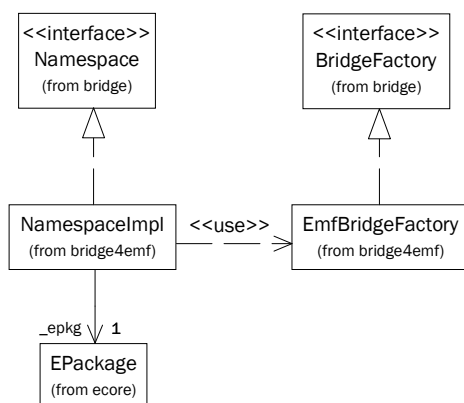 <<interface>>
Namespace
(from bridge)
<<interface>>
BridgeFactory
(from bridge)
NamespaceImpl
(from bridge4emf)
<<use>>
EmfBridgeFactory
(from bridge4emf)
_epkg 1
EPackage
(from ecore)